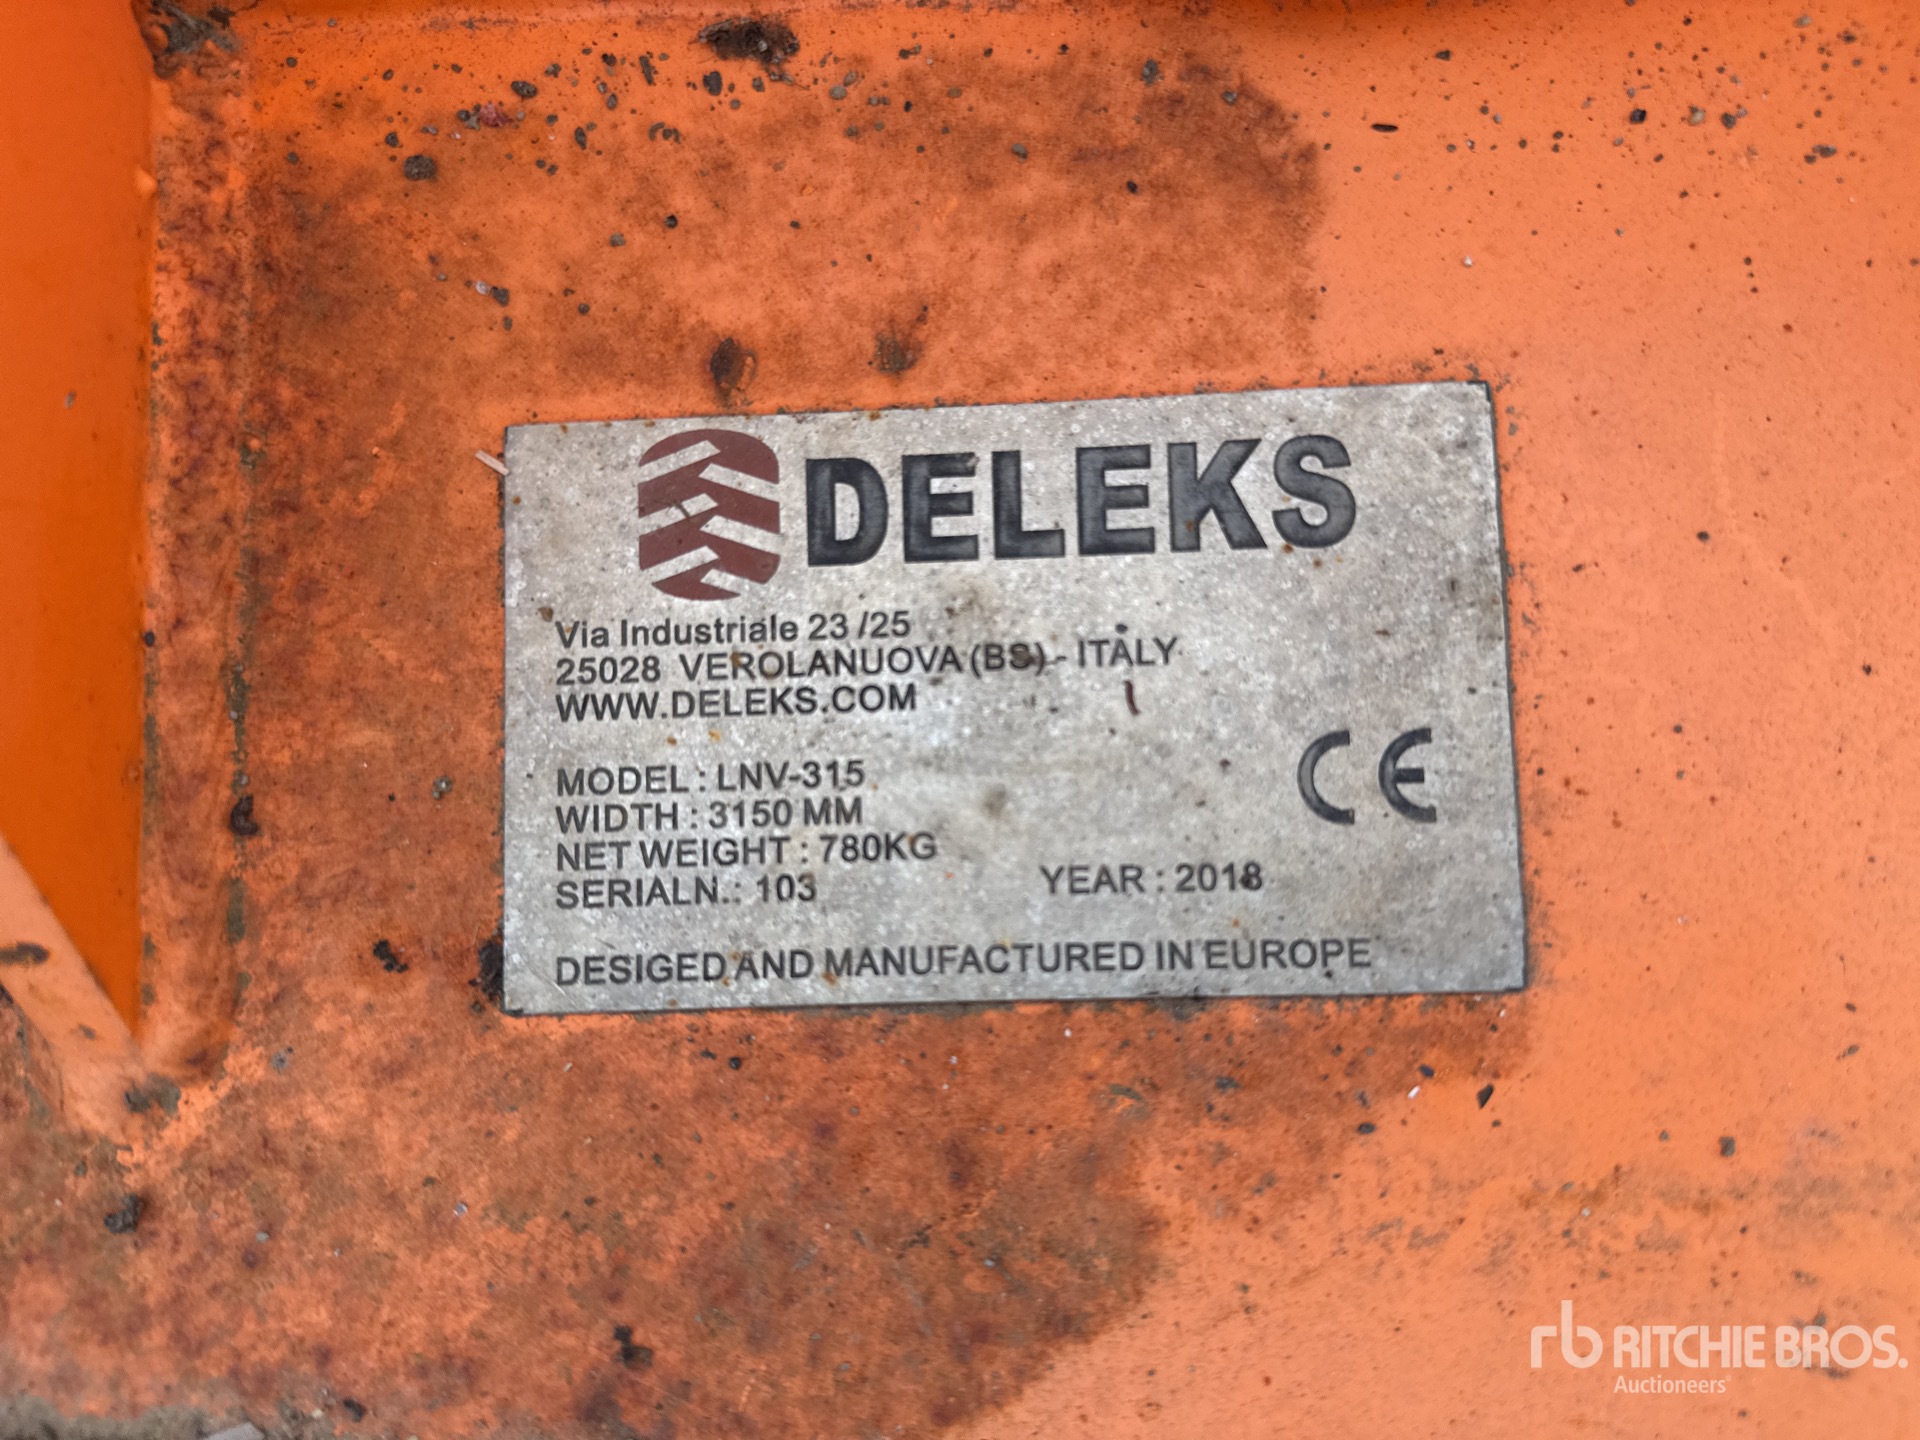 DELEKS
Via Industriale 23 /25
25028 VEROLANUOVA (BS) - ITALY
WWW.DELEKS.COM
MODEL : LNV-315
WIDTH : 3150 MM
NET WEIGHT : 780KG
SERIALN.: 103
YEAR : 2018
CE
DESIGED AND MANUFACTURED IN EUROPE
rb RITCHIE BROS.
Auctioneers